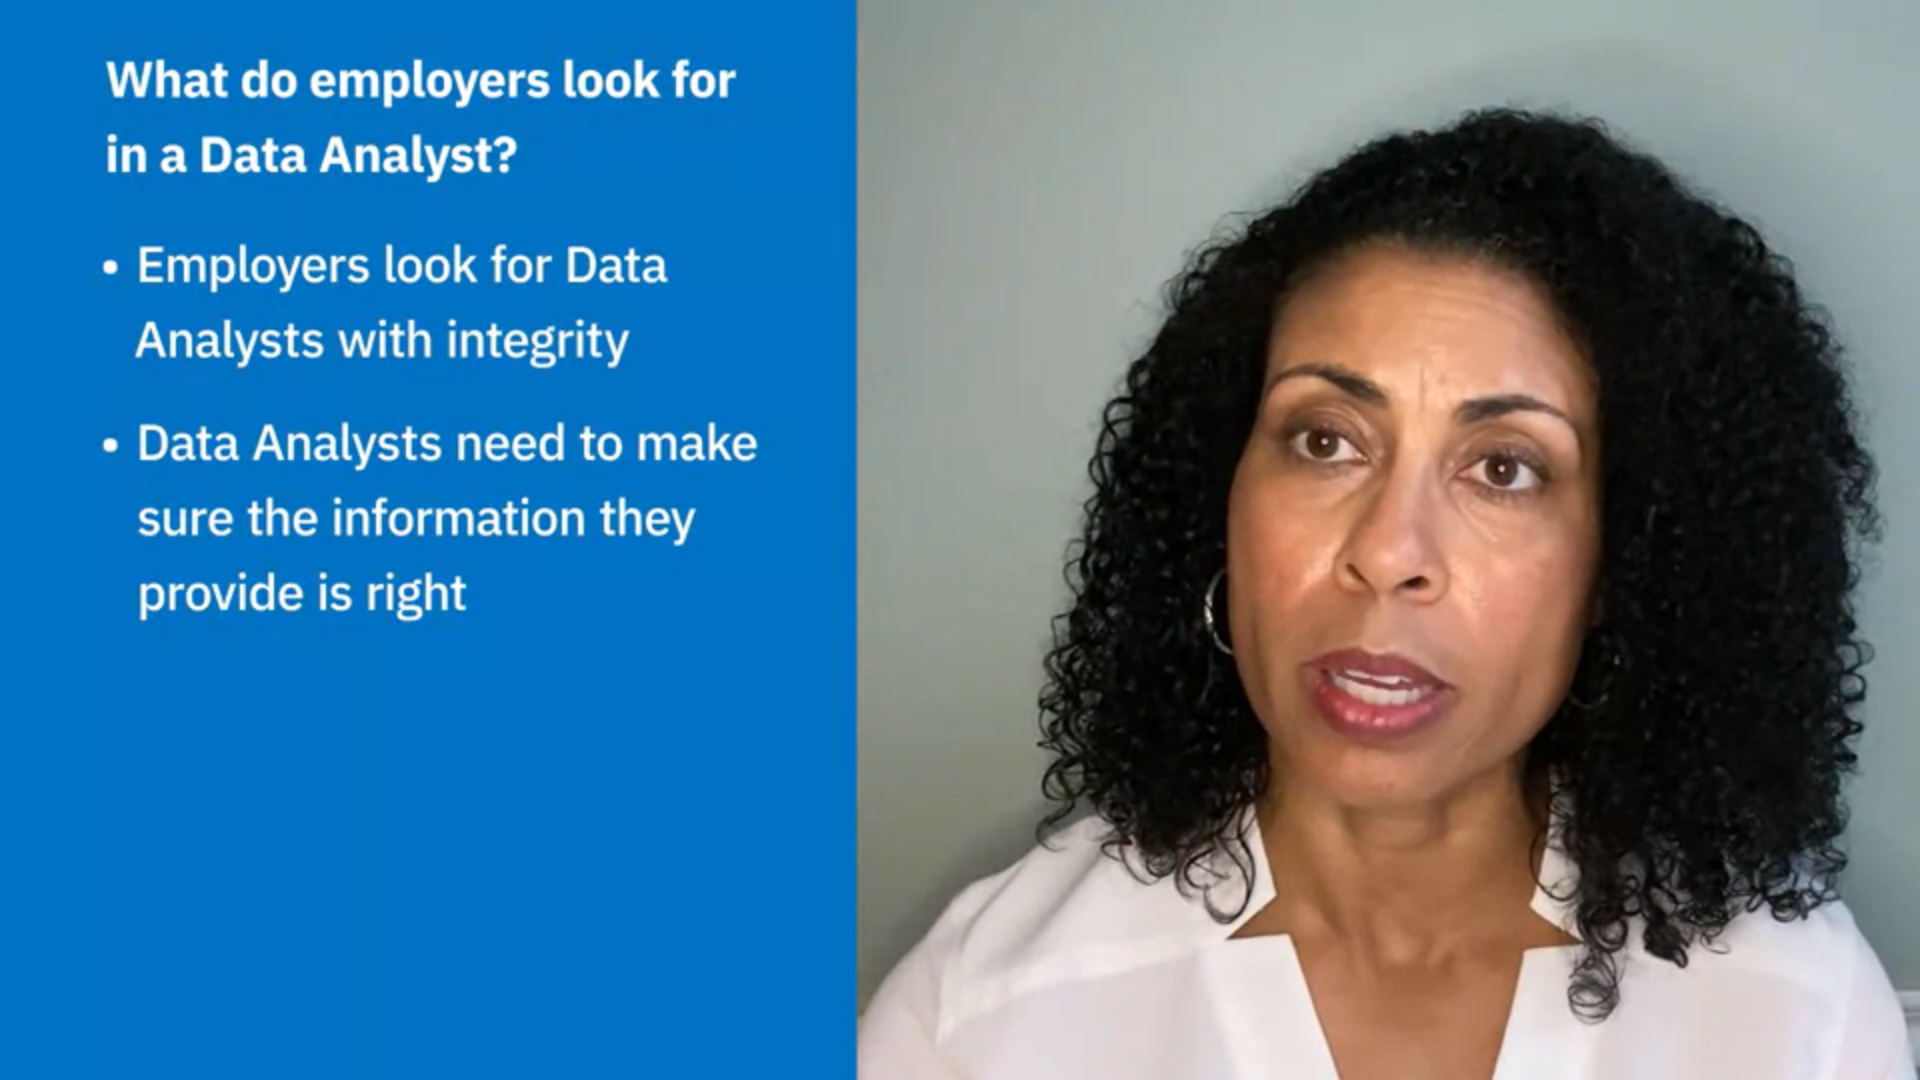 What do employers look for
in a Data Analyst?
• Employers look for Data
Analysts with integrity
• Data Analysts need to make
sure the information they
provide is right